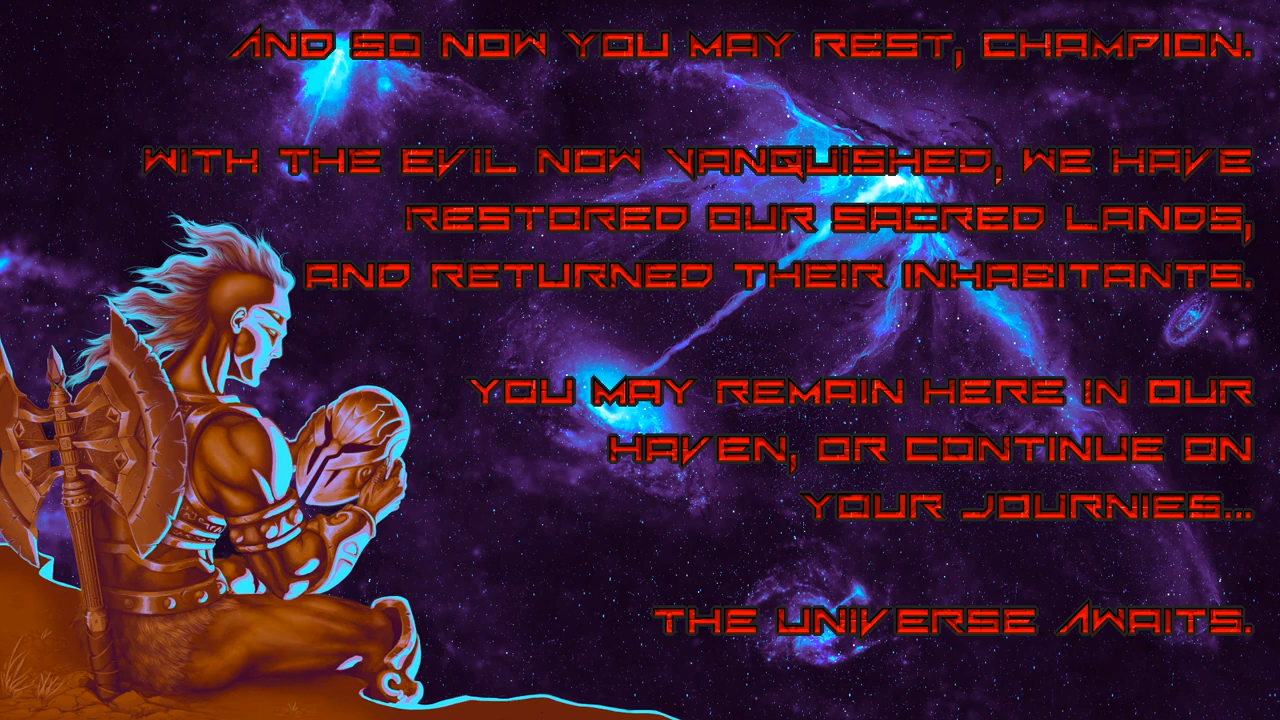 AND SO NOW YOU MAY REST, CHAMPION.
WITH THE EVIL NOW VANQUISHED, WE HAVE
RESTORED OUR SACRED LANDS,
AND RETURNED THEIR INHABITANTS.
YOU MAY REMAIN HERE IN OUR
HAVEN, OR CONTINUE ON
YOUR JOURNIES...
THE UNIVERSE AWAITS.